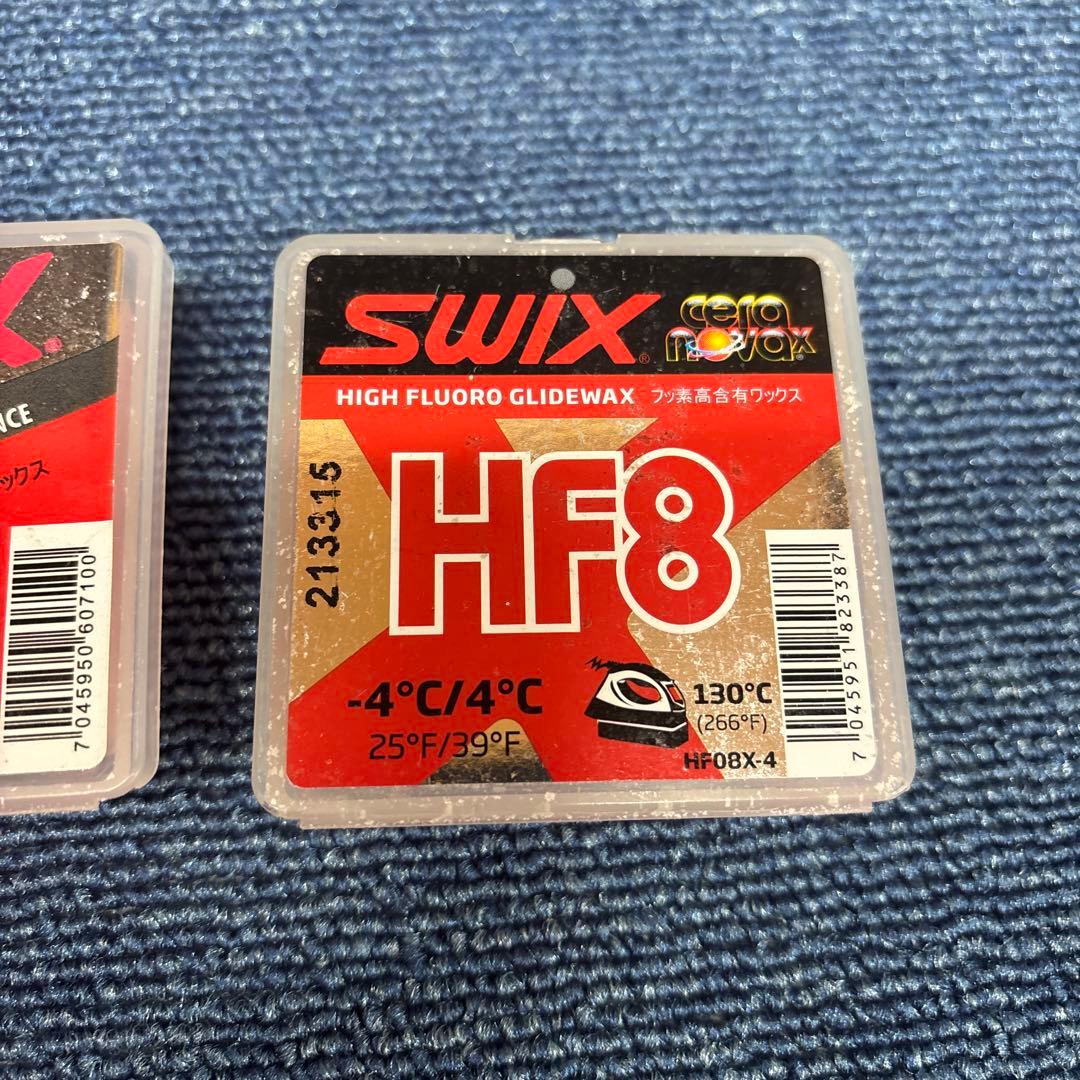 X®
NCE
ックス
7 045950 607100
SWIX® cera novax®
HIGH FLUORO GLIDEWAX フッ素高含有ワックス
213315
HF8
-4°C/4°C
25°F/39°F
130°C
(266°F)
HF08X-4
7 045951 823387